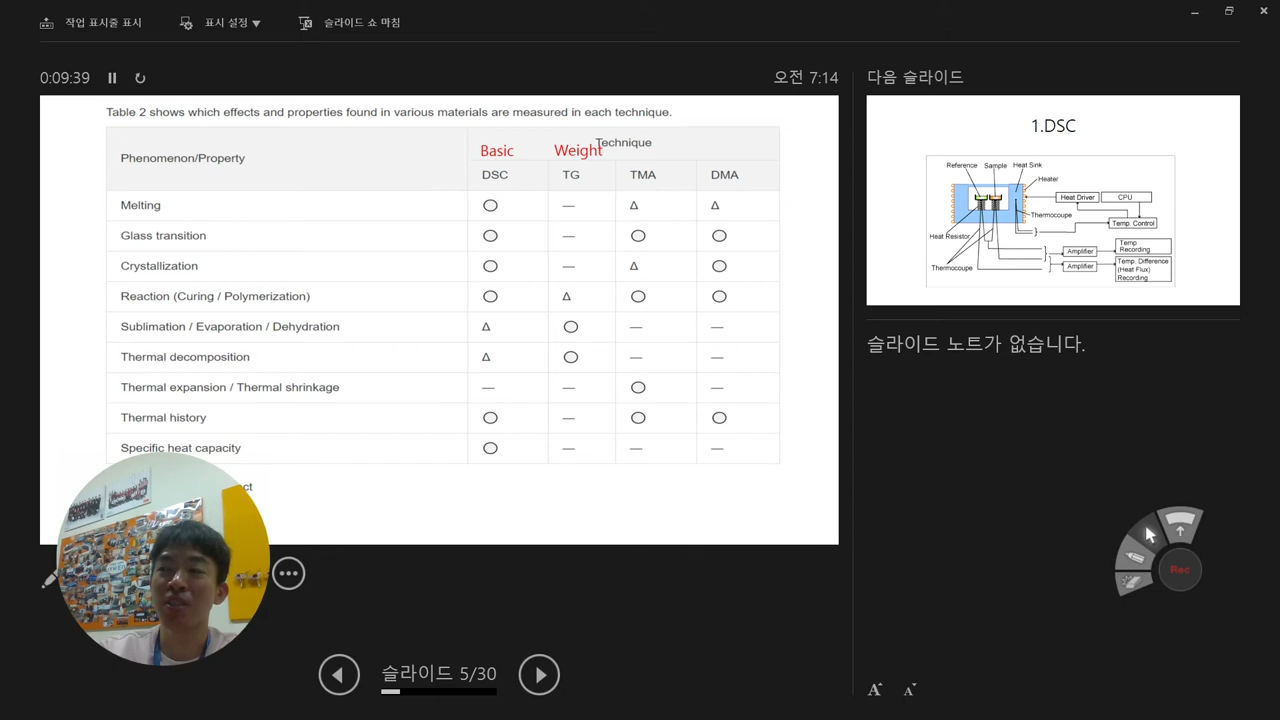 작업 표시줄 표시 표시 설정 ▼ 슬라이드 쇼 마침
0:09:39 오전 7:14
Table 2 shows which effects and properties found in various materials are measured in each technique.
Phenomenon/Property Technique
Basic Weight
DSC TG TMA DMA
Melting ○ — Δ Δ
Glass transition ○ — ○ ○
Crystallization ○ — Δ ○
Reaction (Curing / Polymerization) ○ Δ ○ ○
Sublimation / Evaporation / Dehydration Δ ○ — —
Thermal decomposition Δ ○ — —
Thermal expansion / Thermal shrinkage — — ○ —
Thermal history ○ — ○ ○
Specific heat capacity ○ — — —
슬라이드 5/30
다음 슬라이드
1.DSC
Reference Sample Heat Sink
Heater
Heat Driver CPU
Thermocoupe
Temp. Control
Heat Resistor
Temp
Amplifier Recording
Thermocoupe
Amplifier Temp. Difference
(Heat Flux)
Recording
슬라이드 노트가 없습니다.
Rec
A A